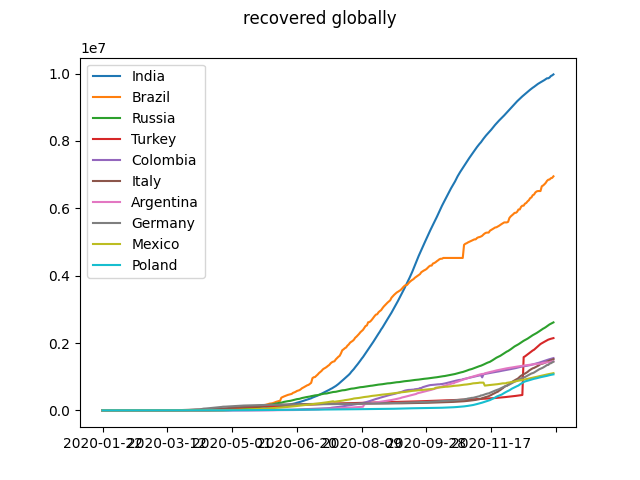 recovered globally
1e7
1.0
0.8
0.6
0.4
0.2
0.0
India
Brazil
Russia
Turkey
Colombia
Italy
Argentina
Germany
Mexico
Poland
2020-01-22 2020-03-12 2020-05-01 2020-06-20 2020-08-09 2020-09-28 2020-11-17